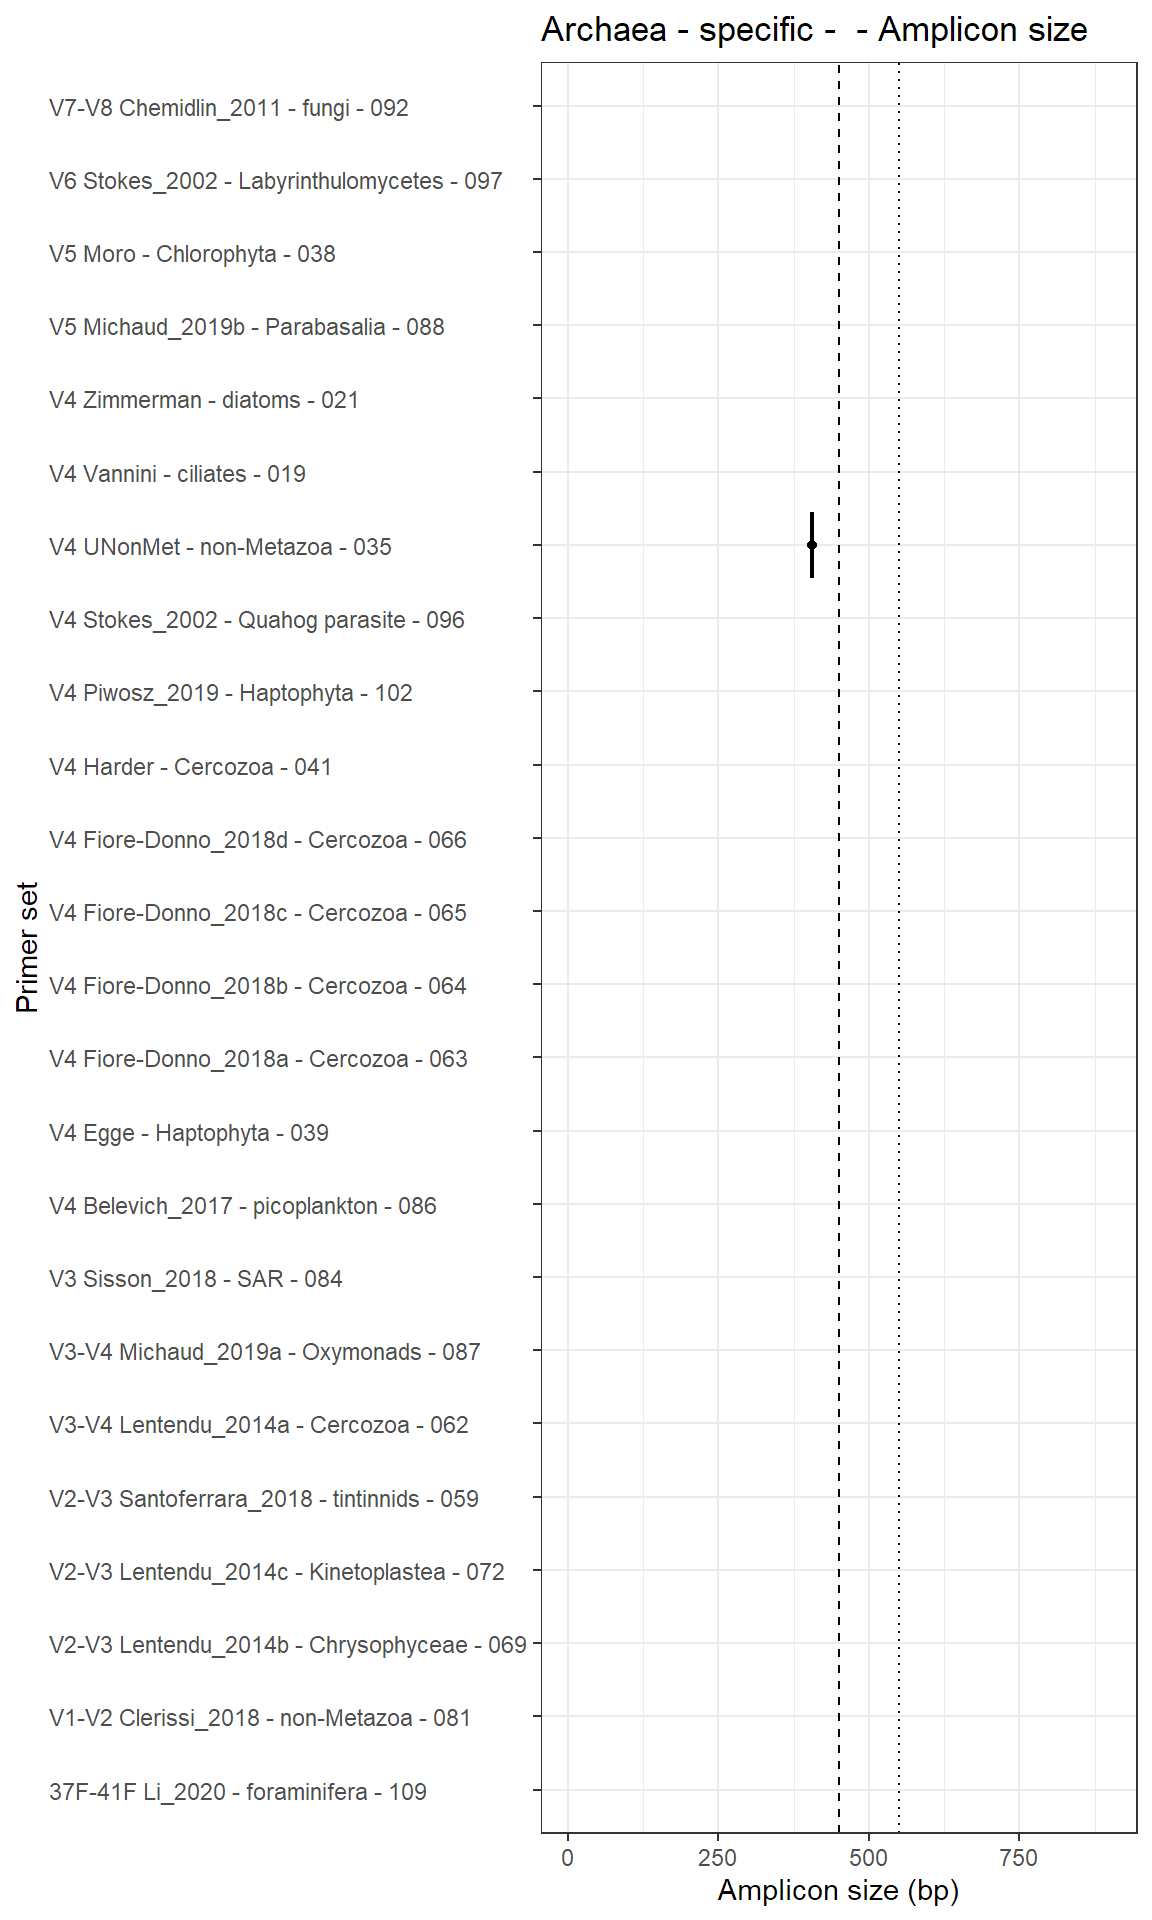 Archaea - specific -  - Amplicon size
V7-V8 Chemidlin_2011 - fungi - 092
V6 Stokes_2002 - Labyrinthulomycetes - 097
V5 Moro - Chlorophyta - 038
V5 Michaud_2019b - Parabasalia - 088
V4 Zimmerman - diatoms - 021
V4 Vannini - ciliates - 019
V4 UNonMet - non-Metazoa - 035
V4 Stokes_2002 - Quahog parasite - 096
V4 Piwosz_2019 - Haptophyta - 102
V4 Harder - Cercozoa - 041
V4 Fiore-Donno_2018d - Cercozoa - 066
V4 Fiore-Donno_2018c - Cercozoa - 065
V4 Fiore-Donno_2018b - Cercozoa - 064
V4 Fiore-Donno_2018a - Cercozoa - 063
V4 Egge - Haptophyta - 039
V4 Belevich_2017 - picoplankton - 086
V3 Sisson_2018 - SAR - 084
V3-V4 Michaud_2019a - Oxymonads - 087
V3-V4 Lentendu_2014a - Cercozoa - 062
V2-V3 Santoferrara_2018 - tintinnids - 059
V2-V3 Lentendu_2014c - Kinetoplastea - 072
V2-V3 Lentendu_2014b - Chrysophyceae - 069
V1-V2 Clerissi_2018 - non-Metazoa - 081
37F-41F Li_2020 - foraminifera - 109
Primer set
0 250 500 750
Amplicon size (bp)